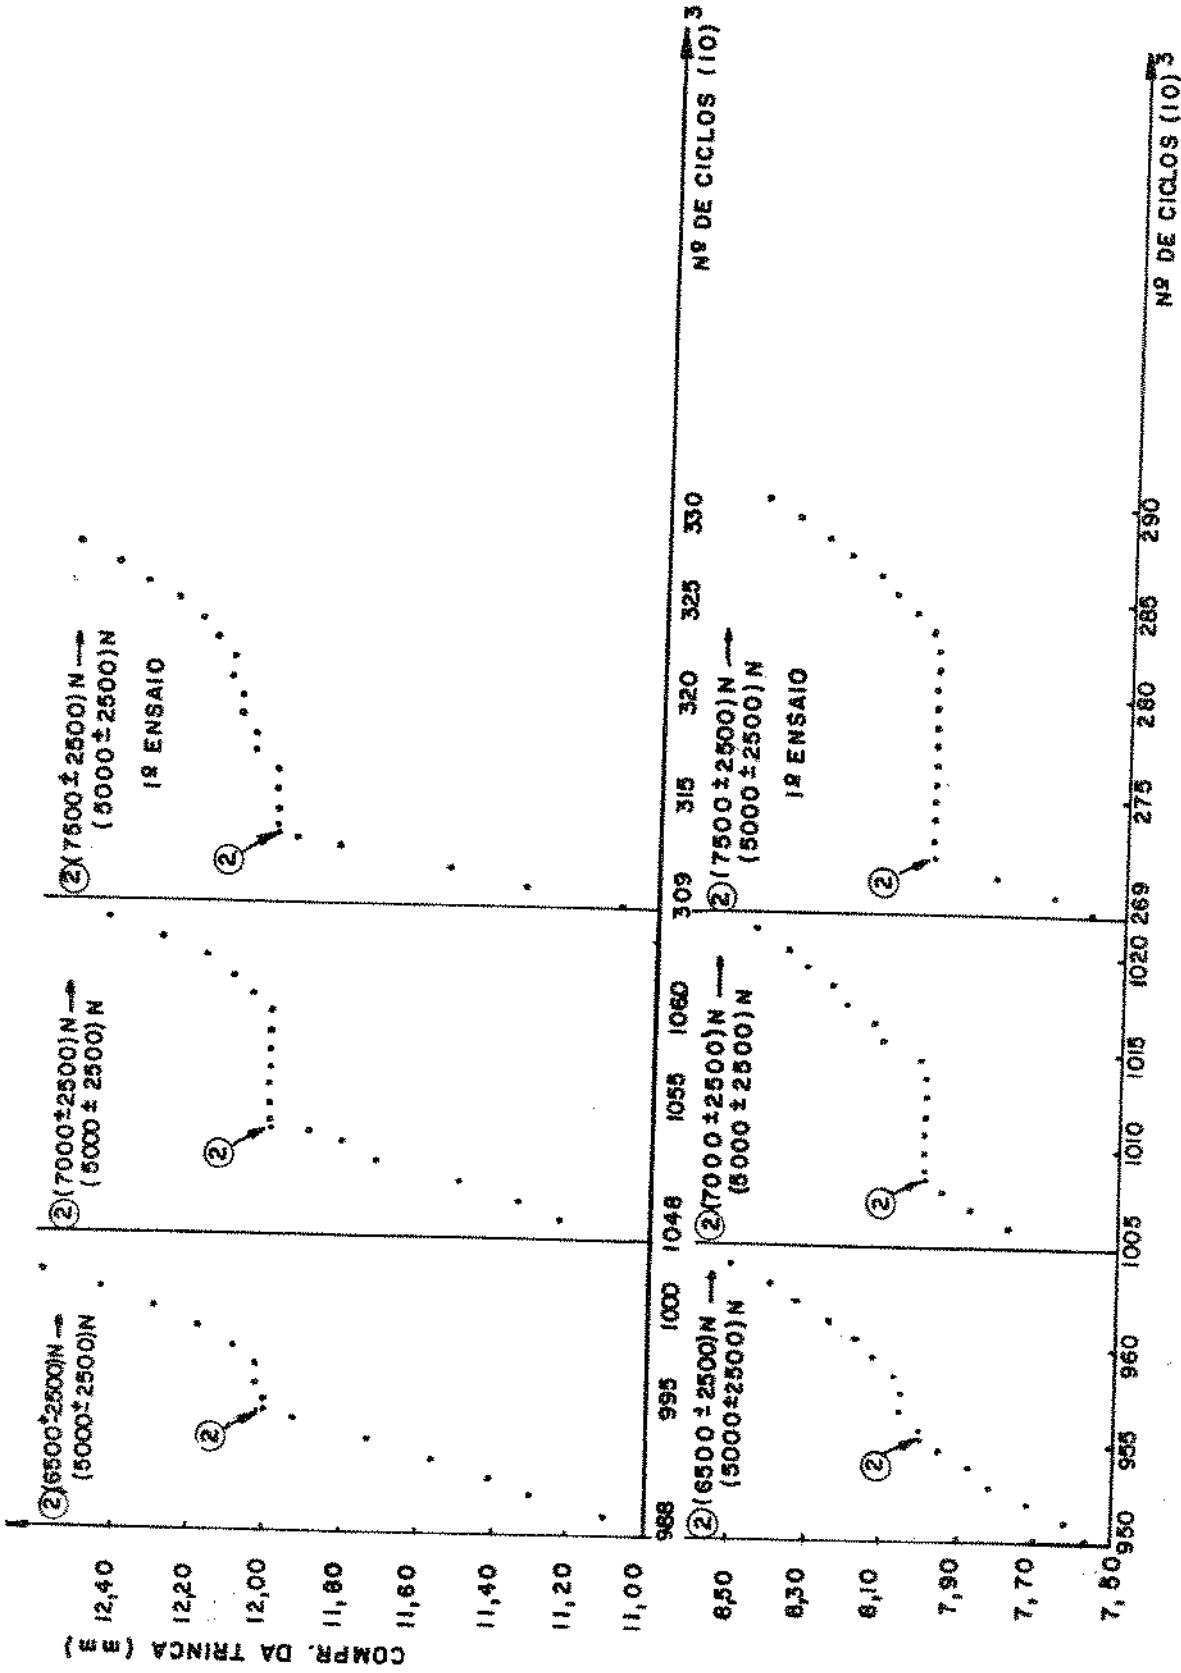 COMPR. DA TRINCA (mm)
12,40
12,20
12,00
11,80
11,60
11,40
11,20
11,00
②(6500±2500)N→
(5000±2500)N
②
②(7000±2500)N→
(5000±2500)N
②
②(7500±2500)N→
(5000±2500)N
1º ENSAIO
②
988 995 1000 1048 1055 1060 309 315 320 325 330
Nº DE CICLOS (10)³
8,50
8,30
8,10
7,90
7,70
7,50
②(6500±2500)N→
(5000±2500)N
②
②(7000±2500)N→
(5000±2500)N
②
②(7500±2500)N→
(5000±2500)N
1º ENSAIO
②
950 955 960 1005 1010 1015 1020 269 275 280 285 290
Nº DE CICLOS (10)³